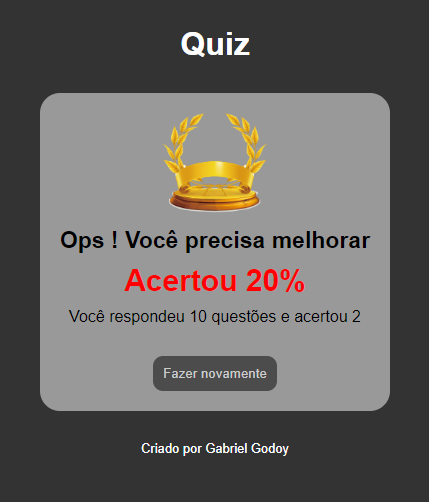 Quiz
Ops ! Você precisa melhorar
Acertou 20%
Você respondeu 10 questões e acertou 2
Fazer novamente
Criado por Gabriel Godoy